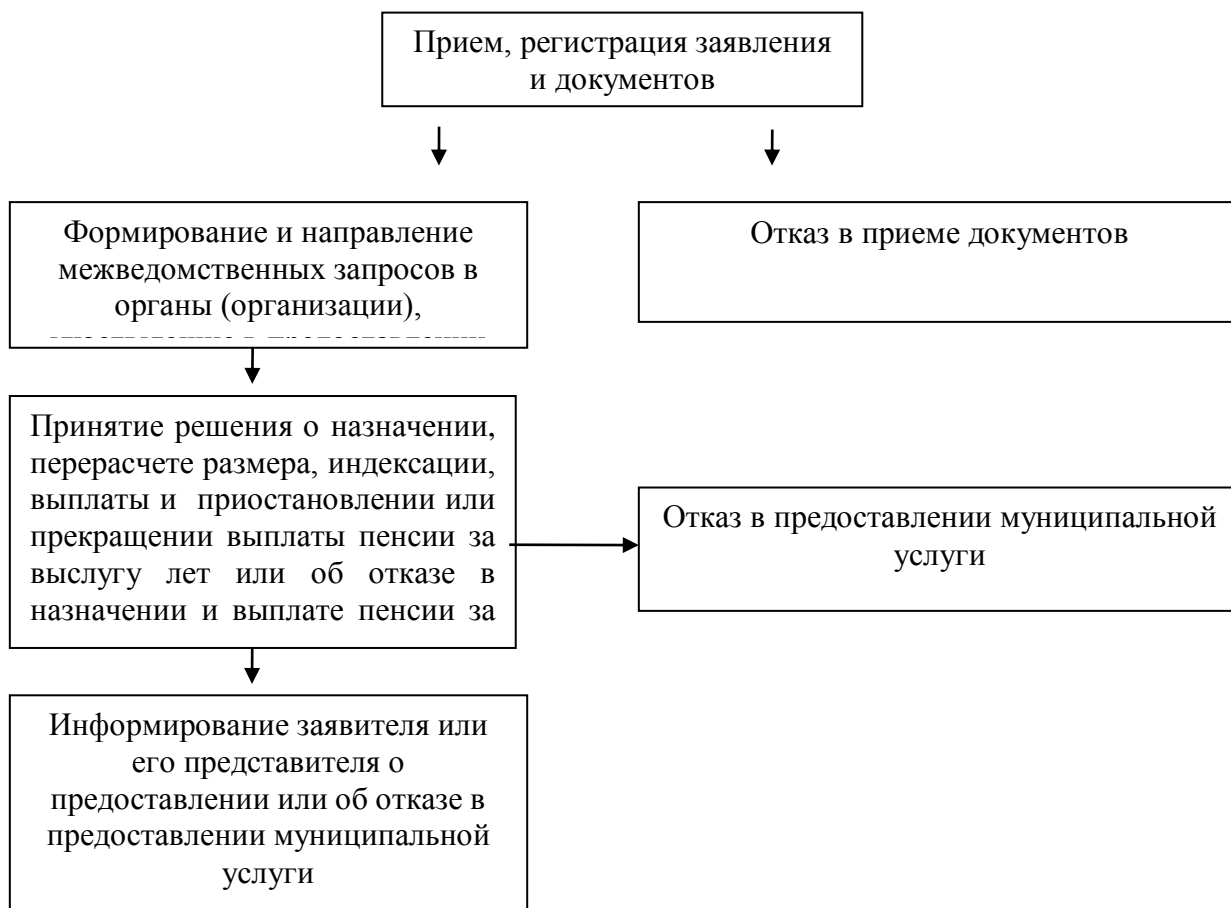 Прием, регистрация заявления
и документов
Формирование и направление
межведомственных запросов в
органы (организации),
Отказ в приеме документов
Принятие решения о назначении,
перерасчете размера, индексации,
выплаты и приостановлении или
прекращении выплаты пенсии за
выслугу лет или об отказе в
назначении и выплате пенсии за
Отказ в предоставлении муниципальной
услуги
Информирование заявителя или
его представителя о
предоставлении или об отказе в
предоставлении муниципальной
услуги